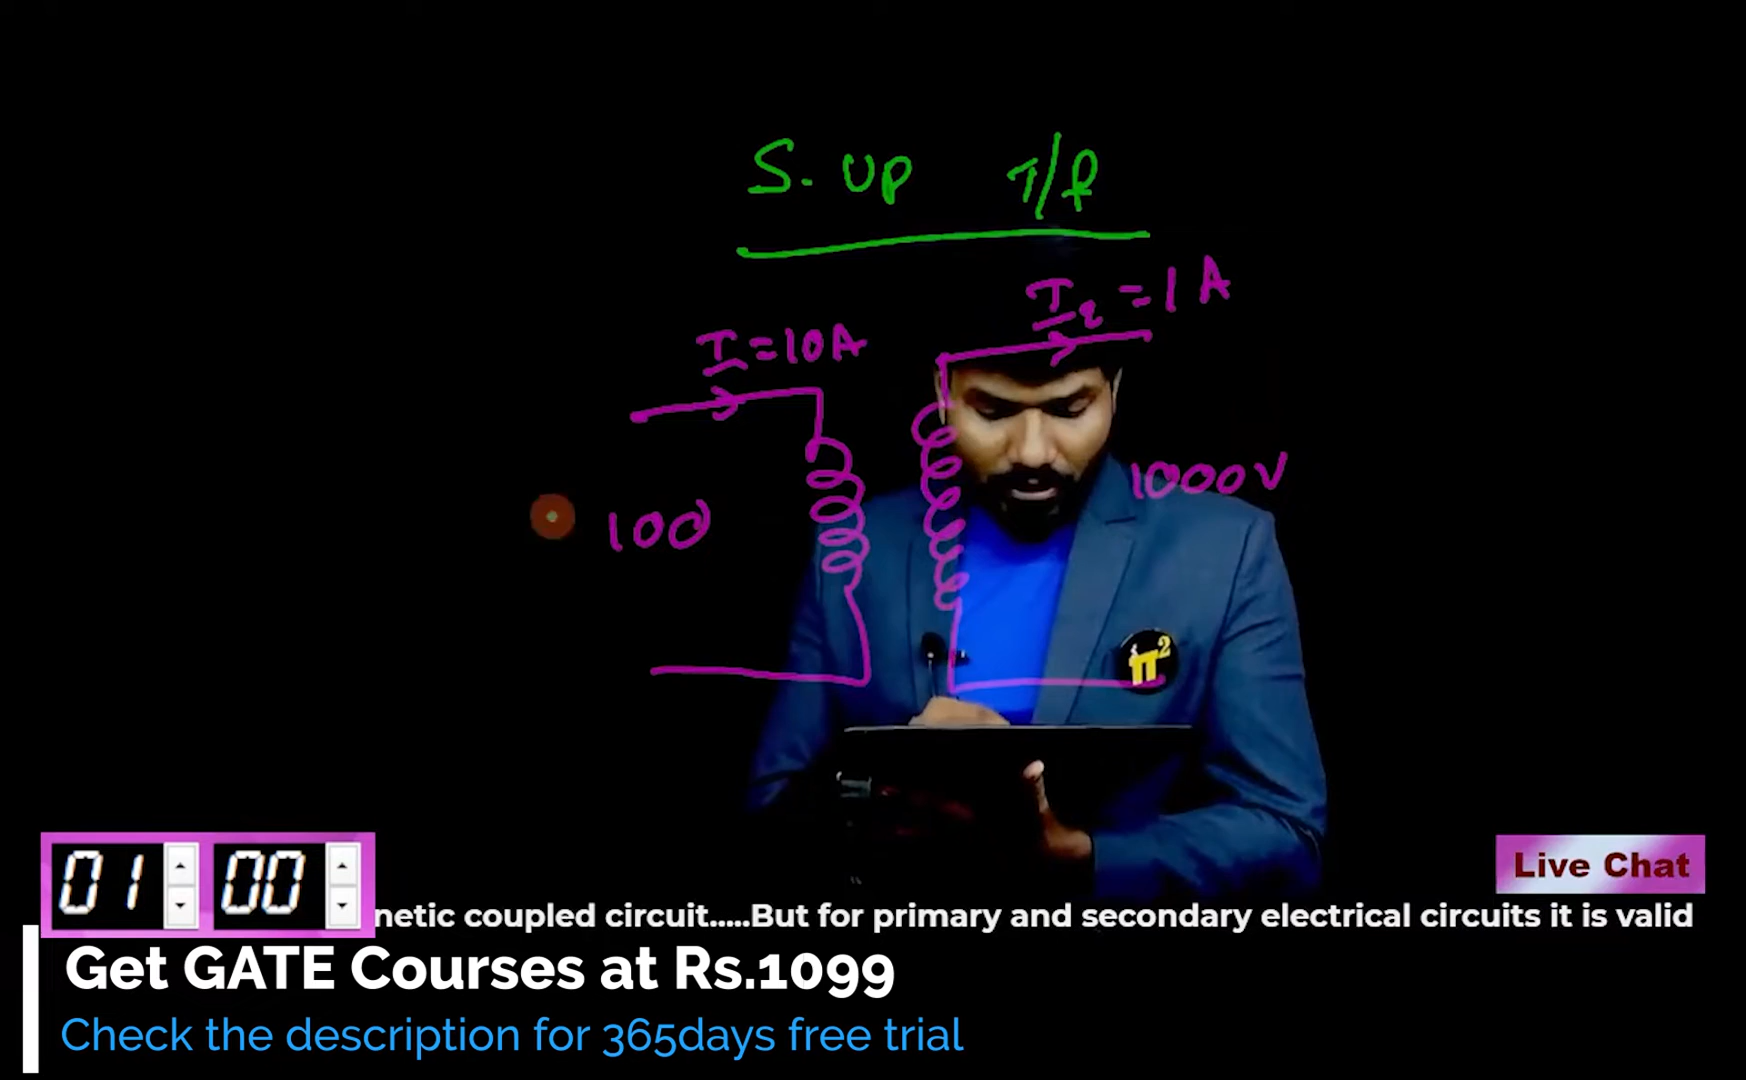 S. UP T/f
I = 10A
I2 = 1 A
100
1000V
π²
01 00
Live Chat
netic coupled circuit.....But for primary and secondary electrical circuits it is valid
Get GATE Courses at Rs.1099
Check the description for 365days free trial